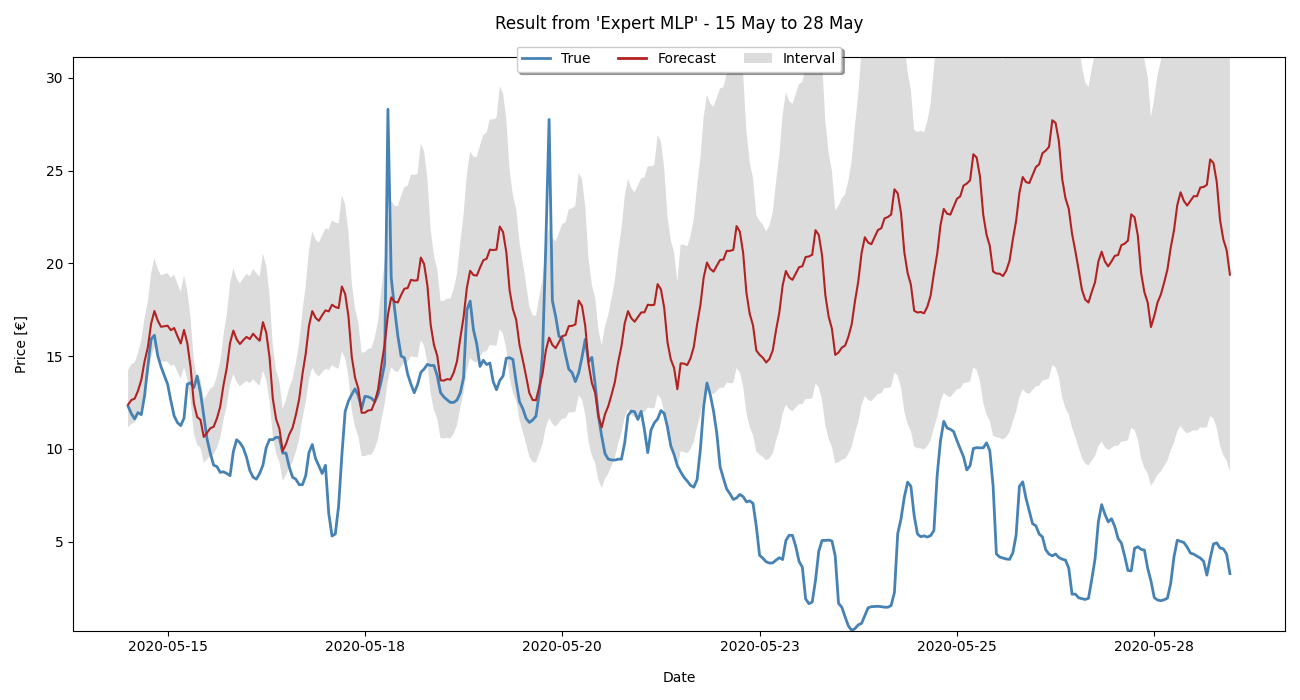 Result from 'Expert MLP' - 15 May to 28 May
True Forecast Interval
30
25
20
15
10
5
Price [€]
2020-05-15 2020-05-18 2020-05-20 2020-05-23 2020-05-25 2020-05-28
Date